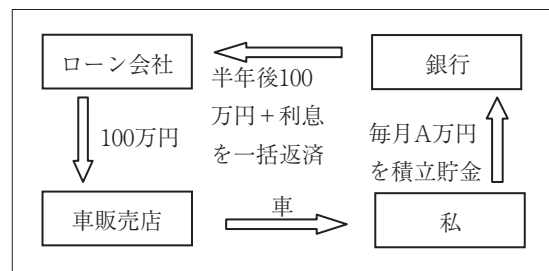 ローン会社
銀行
半年後100
万円＋利息
を一括返済
100万円
毎月A万円
を積立貯金
車販売店
車
私